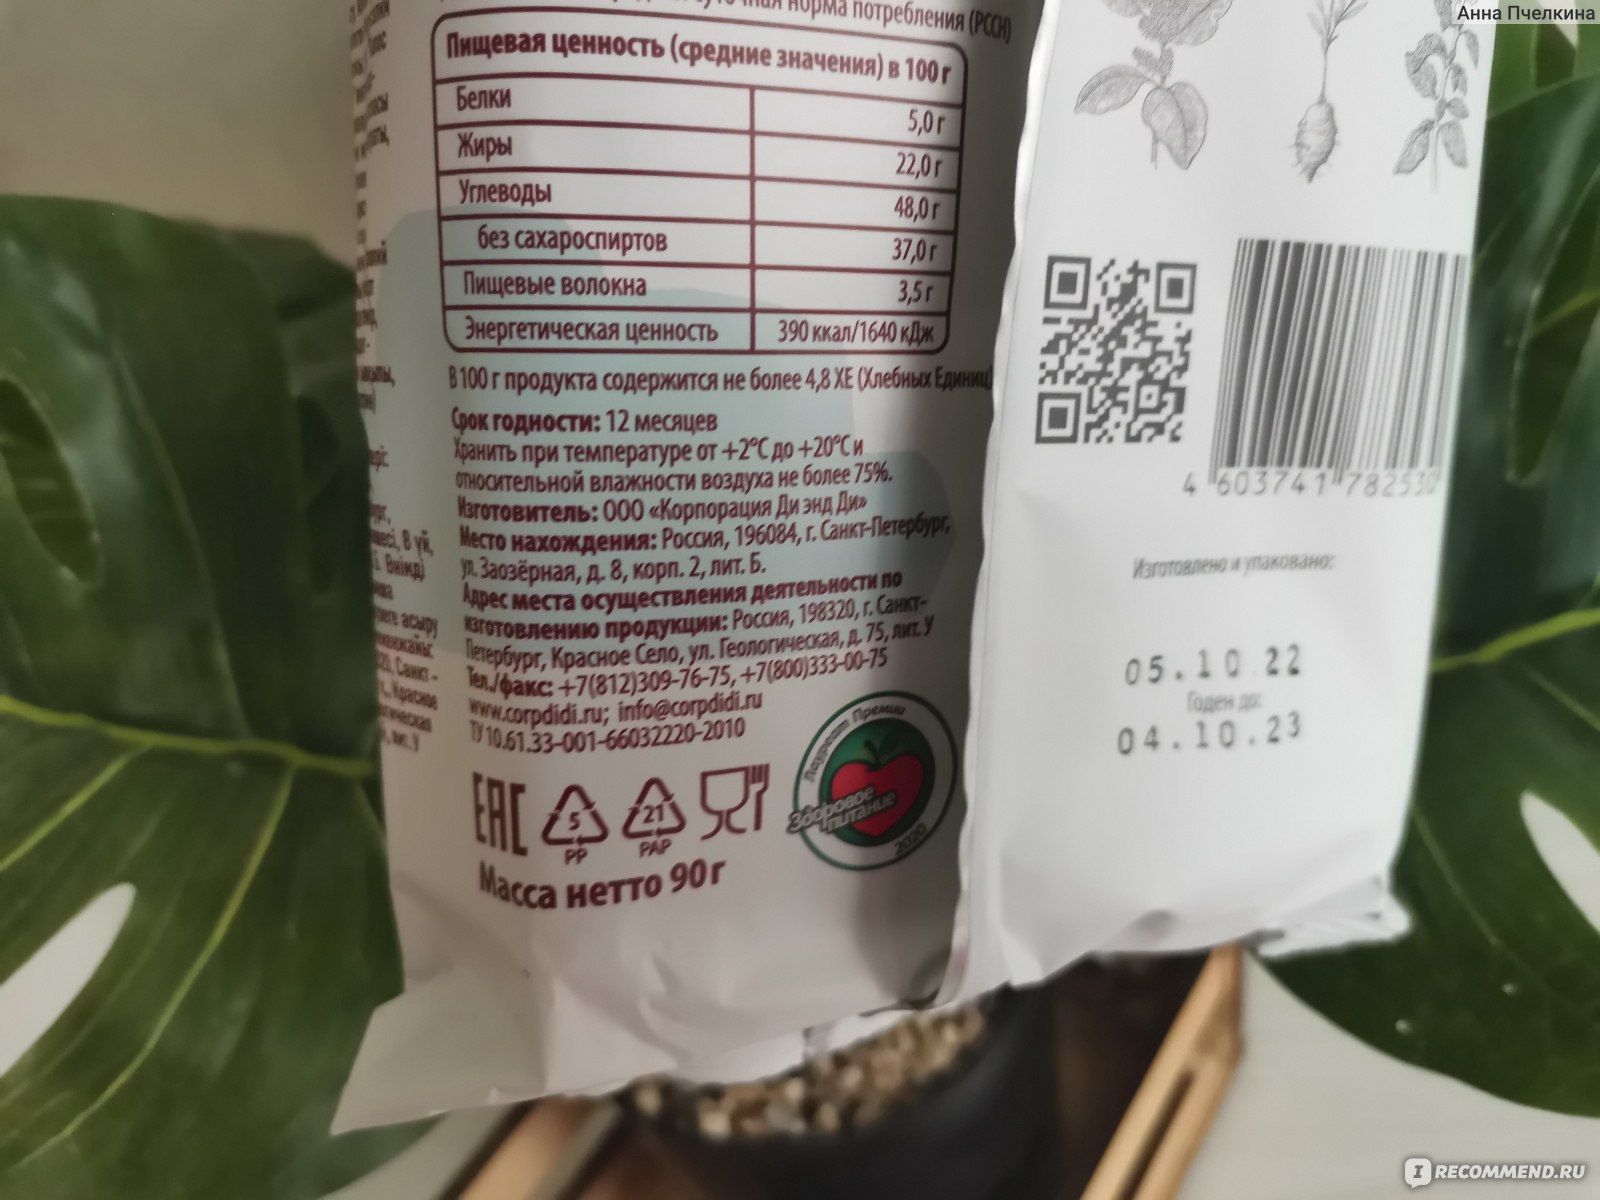 Анна Пчелкина
норма потребления (РССН)
Пищевая ценность (средние значения) в 100 г
Белки 5,0 г
Жиры 22,0 г
Углеводы 48,0 г
без сахароспиртов 37,0 г
Пищевые волокна 3,5 г
Энергетическая ценность 390 ккал/1640 кДж
В 100 г продукта содержится не более 4,8 ХЕ (Хлебных Единиц)
Срок годности: 12 месяцев
Хранить при температуре от +2°С до +20°С и
относительной влажности воздуха не более 75%.
Изготовитель: ООО «Корпорация Ди энд Ди»
Место нахождения: Россия, 196084, г. Санкт-Петербург,
ул. Заозёрная, д. 8, корп. 2, лит. Б.
Адрес места осуществления деятельности по
изготовлению продукции: Россия, 198320, г. Санкт-
Петербург, Красное Село, ул. Геологическая, д. 75, лит. У
Тел./факс: +7(812)309-76-75, +7(800)333-00-75
www.corpdidi.ru; info@corpdidi.ru
ТУ 10.61.33-001-66032220-2010
EAC
5
PP
21
PAP
Лауреат Премии
Здоровое
питание
2020
Масса нетто 90 г
4 603741 782530
Изготовлено и упаковано:
05.10.22
Годен до:
04.10.23
IRECOMMEND.RU